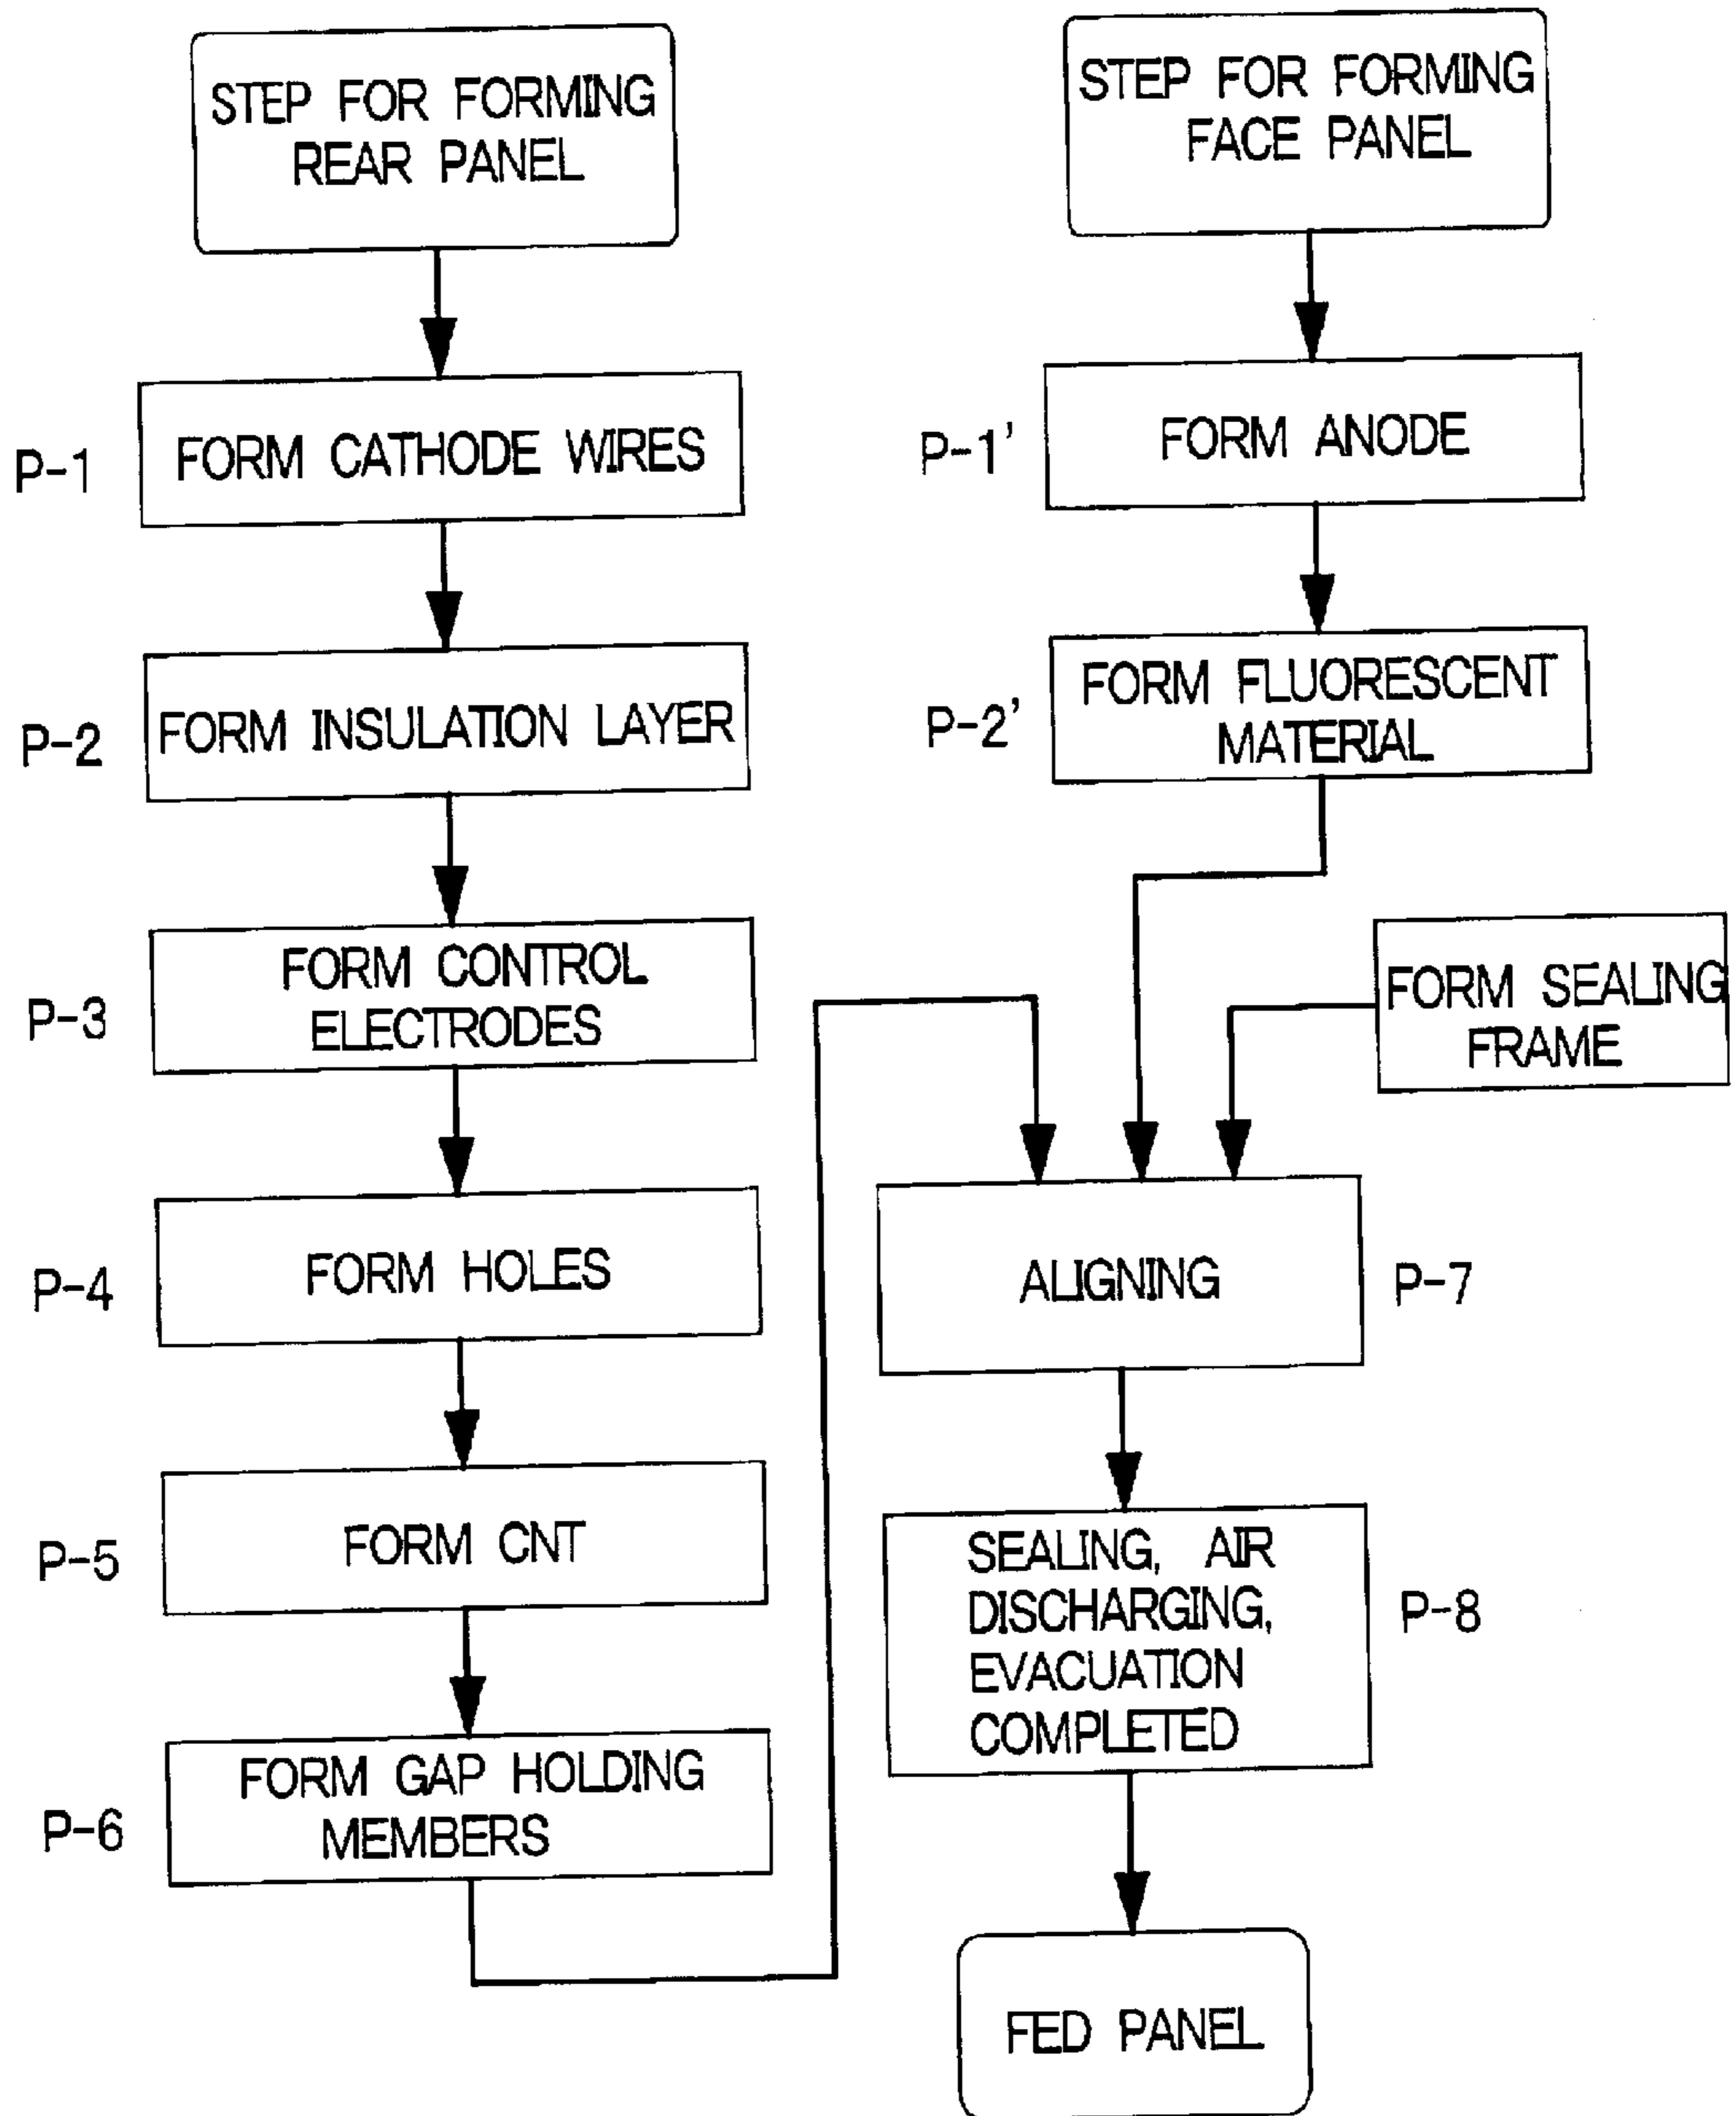 STEP FOR FORMING
REAR PANEL
P-1
FORM CATHODE WIRES
P-2
FORM INSULATION LAYER
P-3
FORM CONTROL
ELECTRODES
P-4
FORM HOLES
P-5
FORM CNT
P-6
FORM GAP HOLDING
MEMBERS
STEP FOR FORMING
FACE PANEL
P-1'
FORM ANODE
P-2'
FORM FLUORESCENT
MATERIAL
FORM SEALING
FRAME
ALIGNING
P-7
SEALING, AIR
DISCHARGING,
EVACUATION
COMPLETED
P-8
FED PANEL